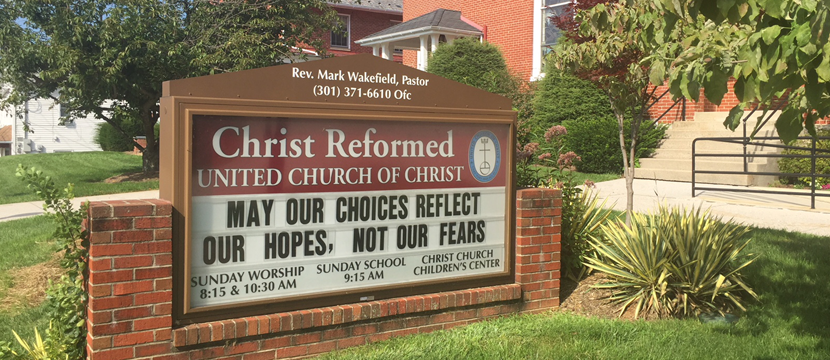 Rev. Mark Wakefield, Pastor
(301) 371-6610 Ofc
Christ Reformed
UNITED CHURCH OF CHRIST
MAY OUR CHOICES REFLECT
OUR HOPES, NOT OUR FEARS
SUNDAY WORSHIP
8:15 & 10:30 AM
SUNDAY SCHOOL
9:15 AM
CHRIST CHURCH
CHILDREN'S CENTER